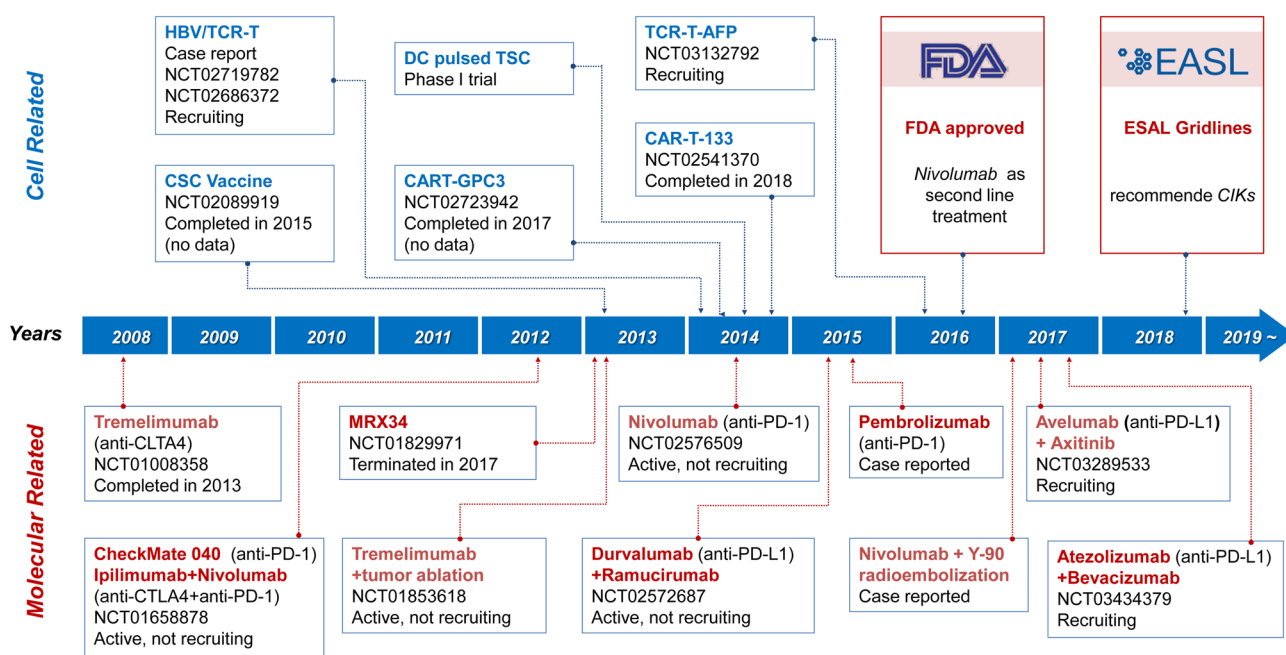 Cell Related
HBV/TCR-T
Case report
NCT02719782
NCT02686372
Recruiting
DC pulsed TSC
Phase I trial
TCR-T-AFP
NCT03132792
Recruiting
FDA
FDA approved
Nivolumab as
second line
treatment
EASL
ESAL Gridlines
recommende CIKs
CSC Vaccine
NCT02089919
Completed in 2015
(no data)
CART-GPC3
NCT02723942
Completed in 2017
(no data)
CAR-T-133
NCT02541370
Completed in 2018
Years
2008
2009
2010
2011
2012
2013
2014
2015
2016
2017
2018
2019 ~
Molecular Related
Tremelimumab
(anti-CLTA4)
NCT01008358
Completed in 2013
MRX34
NCT01829971
Terminated in 2017
Nivolumab (anti-PD-1)
NCT02576509
Active, not recruiting
Pembrolizumab
(anti-PD-1)
Case reported
Avelumab (anti-PD-L1)
+ Axitinib
NCT03289533
Recruiting
CheckMate 040 (anti-PD-1)
Ipilimumab+Nivolumab
(anti-CTLA4+anti-PD-1)
NCT01658878
Active, not recruiting
Tremelimumab
+tumor ablation
NCT01853618
Active, not recruiting
Durvalumab (anti-PD-L1)
+Ramucirumab
NCT02572687
Active, not recruiting
Nivolumab + Y-90
radioembolization
Case reported
Atezolizumab (anti-PD-L1)
+Bevacizumab
NCT03434379
Recruiting